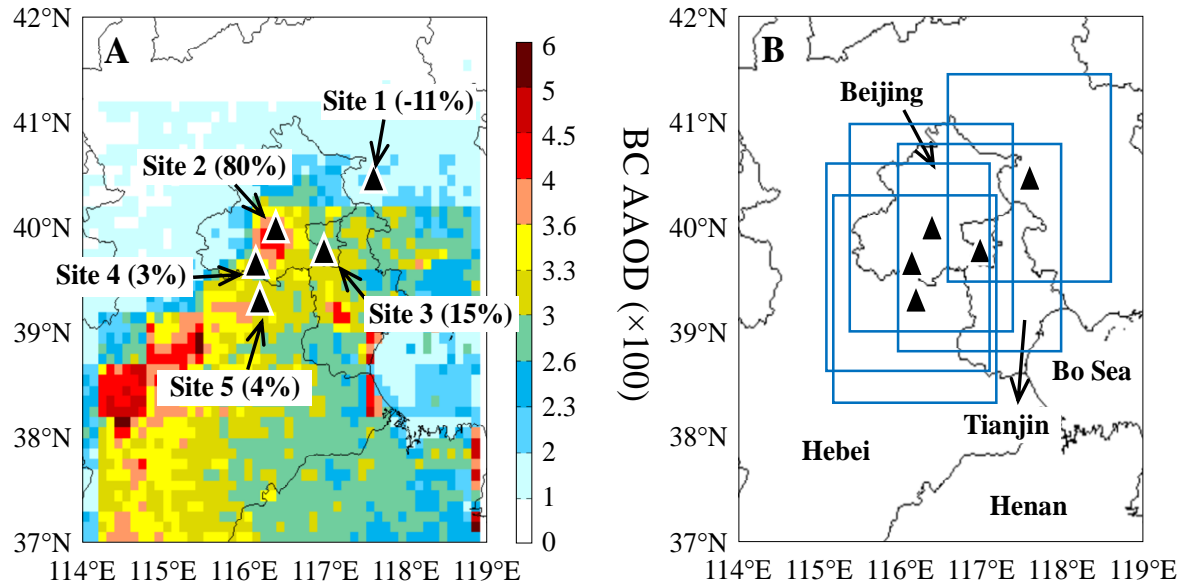 42°N
41°N
40°N
39°N
38°N
37°N
114°E
115°E
116°E
117°E
118°E
119°E
A
Site 1 (-11%)
Site 2 (80%)
Site 4 (3%)
Site 3 (15%)
Site 5 (4%)
6
5
4.5
4
3.6
3.3
3
2.6
2.3
2
1
0
BC AAOD (×100)
42°N
41°N
40°N
39°N
38°N
37°N
114°E
115°E
116°E
117°E
118°E
119°E
B
Beijing
Bo Sea
Tianjin
Hebei
Henan